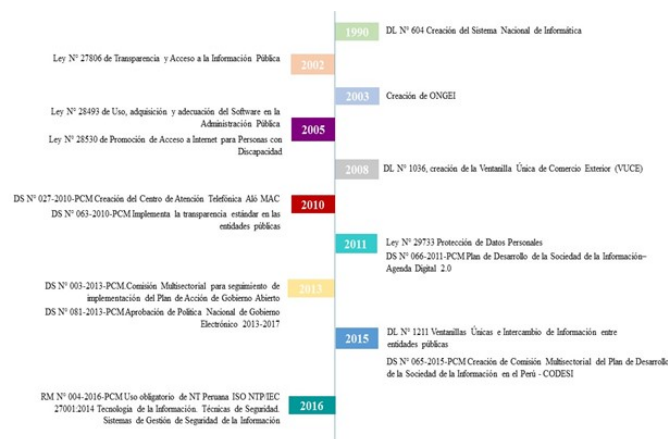 1990
DL N° 604 Creación del Sistema Nacional de Informática
Ley N° 27806 de Transparencia y Acceso a la Información Pública
2002
2003
Creación de ONGEI
Ley N° 28493 de Uso, adquisición y adecuación del Software en la
Administración Pública
Ley N° 28530 de Promoción de Acceso a Internet para Personas con
Discapacidad
2005
2008
DL N° 1036, creación de la Ventanilla Única de Comercio Exterior (VUCE)
DS N° 027-2010-PCM Creación del Centro de Atención Telefónica Aló MAC
DS N° 063-2010-PCM Implementa la transparencia estándar en las
entidades públicas
2010
2011
Ley N° 29733 Protección de Datos Personales
DS N° 066-2011-PCM Plan de Desarrollo de la Sociedad de la Información–
Agenda Digital 2.0
DS N° 003-2013-PCM.Comisión Multisectorial para seguimiento de
implementación del Plan de Acción de Gobierno Abierto
DS N° 081-2013-PCM Aprobación de Política Nacional de Gobierno
Electrónico 2013-2017
2013
2015
DL N° 1211 Ventanillas Únicas e Intercambio de Información entre
entidades públicas
DS N° 065-2015-PCM Creación de Comisión Multisectorial del Plan de Desarrollo
de la Sociedad de la Información en el Perú - CODESI
RM N° 004-2016-PCM Uso obligatorio de NT Peruana ISO NTP/IEC
27001:2014 Tecnología de la Información. Técnicas de Seguridad.
Sistemas de Gestión de Seguridad de la Información
2016